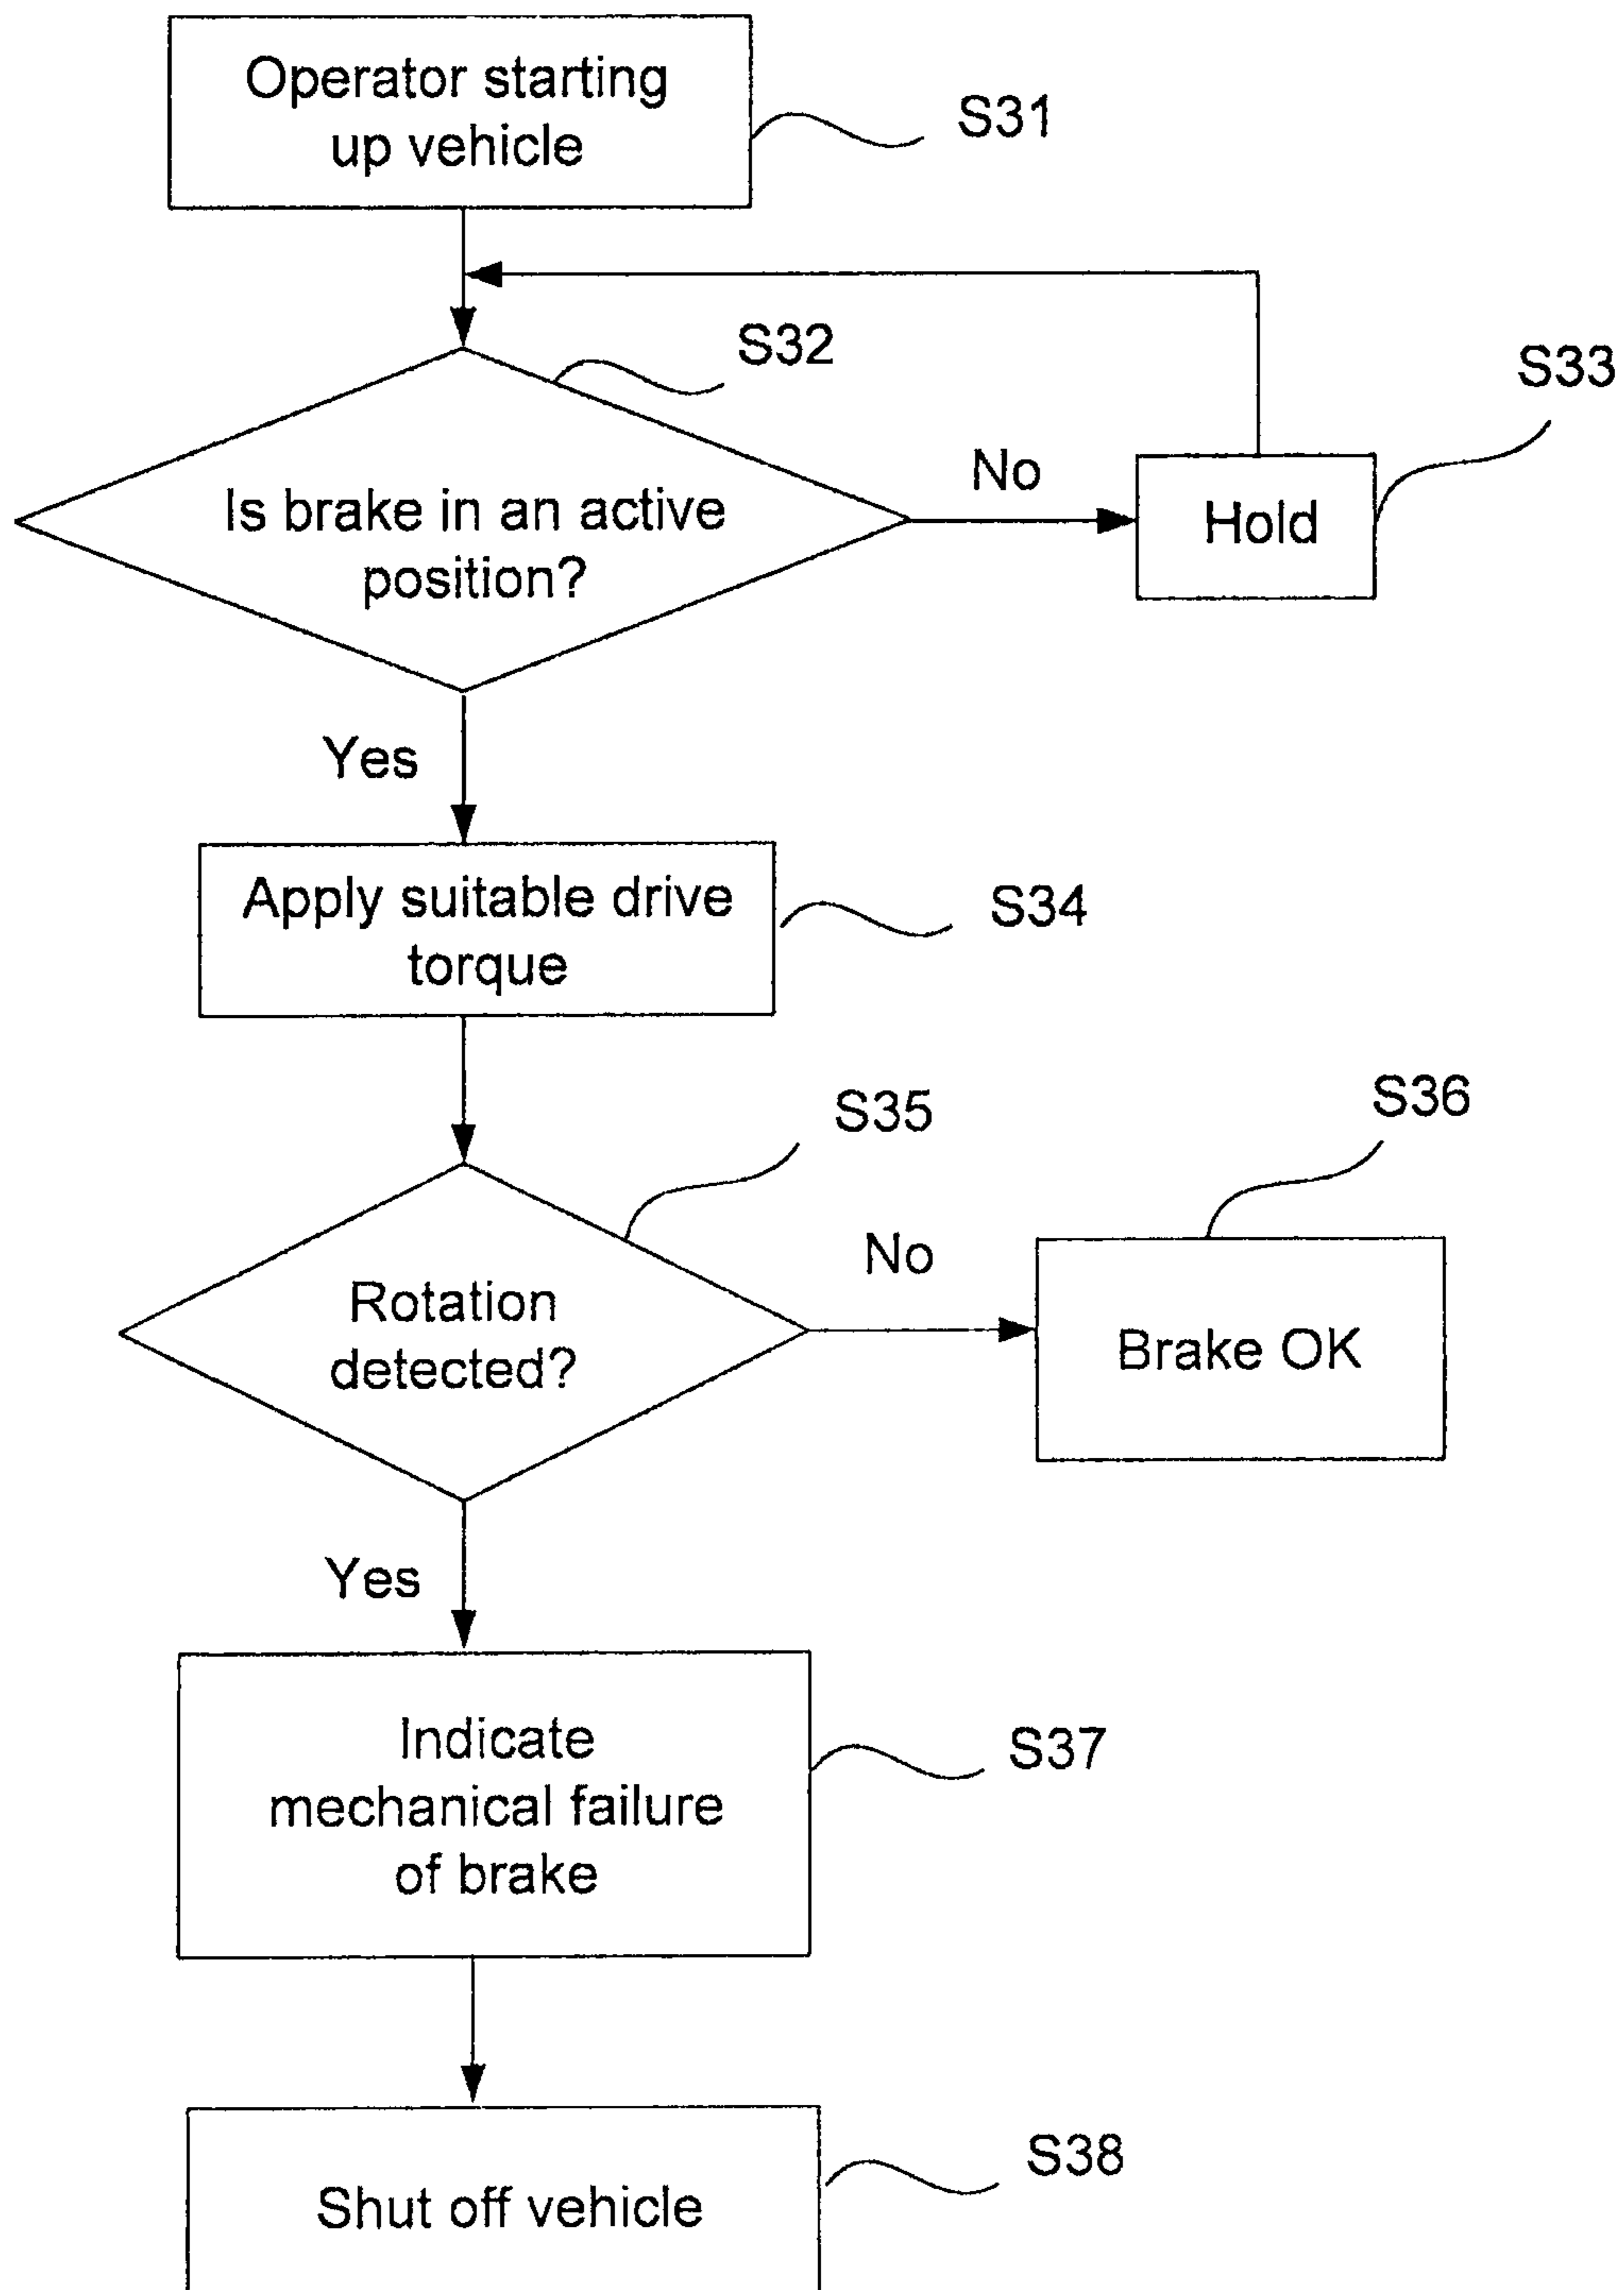 Operator starting
up vehicle
S31
S32
S33
Is brake in an active
position?
No
Hold
Yes
Apply suitable drive
torque
S34
S35
S36
Rotation
detected?
No
Brake OK
Yes
Indicate
mechanical failure
of brake
S37
Shut off vehicle
S38